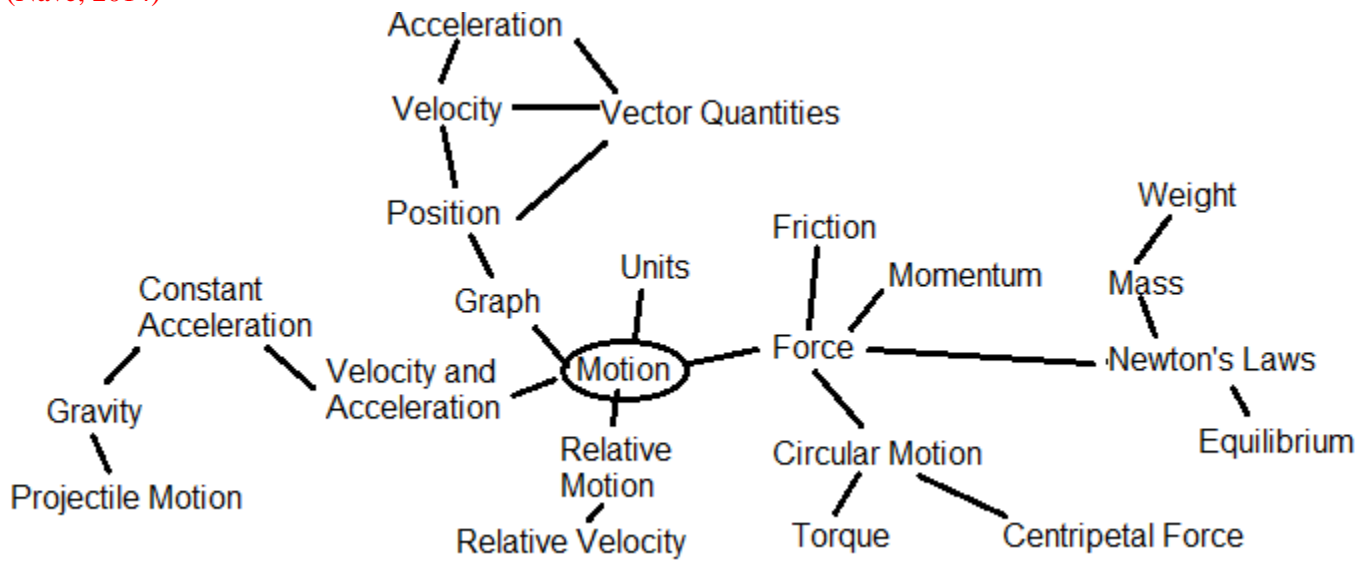 Acceleration
Velocity
Vector Quantities
Position
Weight
Friction
Units
Momentum
Mass
Constant
Acceleration
Graph
Force
Newton's Laws
Velocity and
Acceleration
Motion
Gravity
Equilibrium
Relative
Motion
Circular Motion
Projectile Motion
Relative Velocity
Torque
Centripetal Force